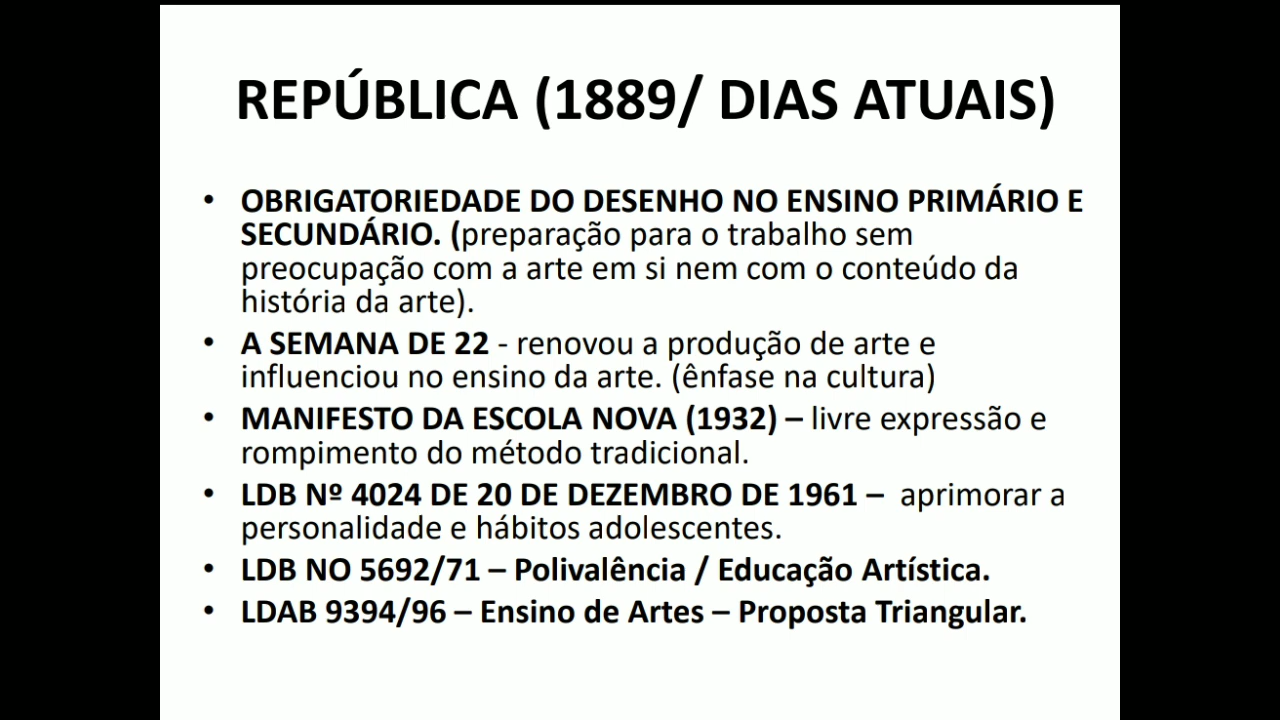 REPÚBLICA (1889/ DIAS ATUAIS)
• OBRIGATORIEDADE DO DESENHO NO ENSINO PRIMÁRIO E
SECUNDÁRIO. (preparação para o trabalho sem
preocupação com a arte em si nem com o conteúdo da
história da arte).
• A SEMANA DE 22 - renovou a produção de arte e
influenciou no ensino da arte. (ênfase na cultura)
• MANIFESTO DA ESCOLA NOVA (1932) – livre expressão e
rompimento do método tradicional.
• LDB Nº 4024 DE 20 DE DEZEMBRO DE 1961 – aprimorar a
personalidade e hábitos adolescentes.
• LDB NO 5692/71 – Polivalência / Educação Artística.
• LDAB 9394/96 – Ensino de Artes – Proposta Triangular.